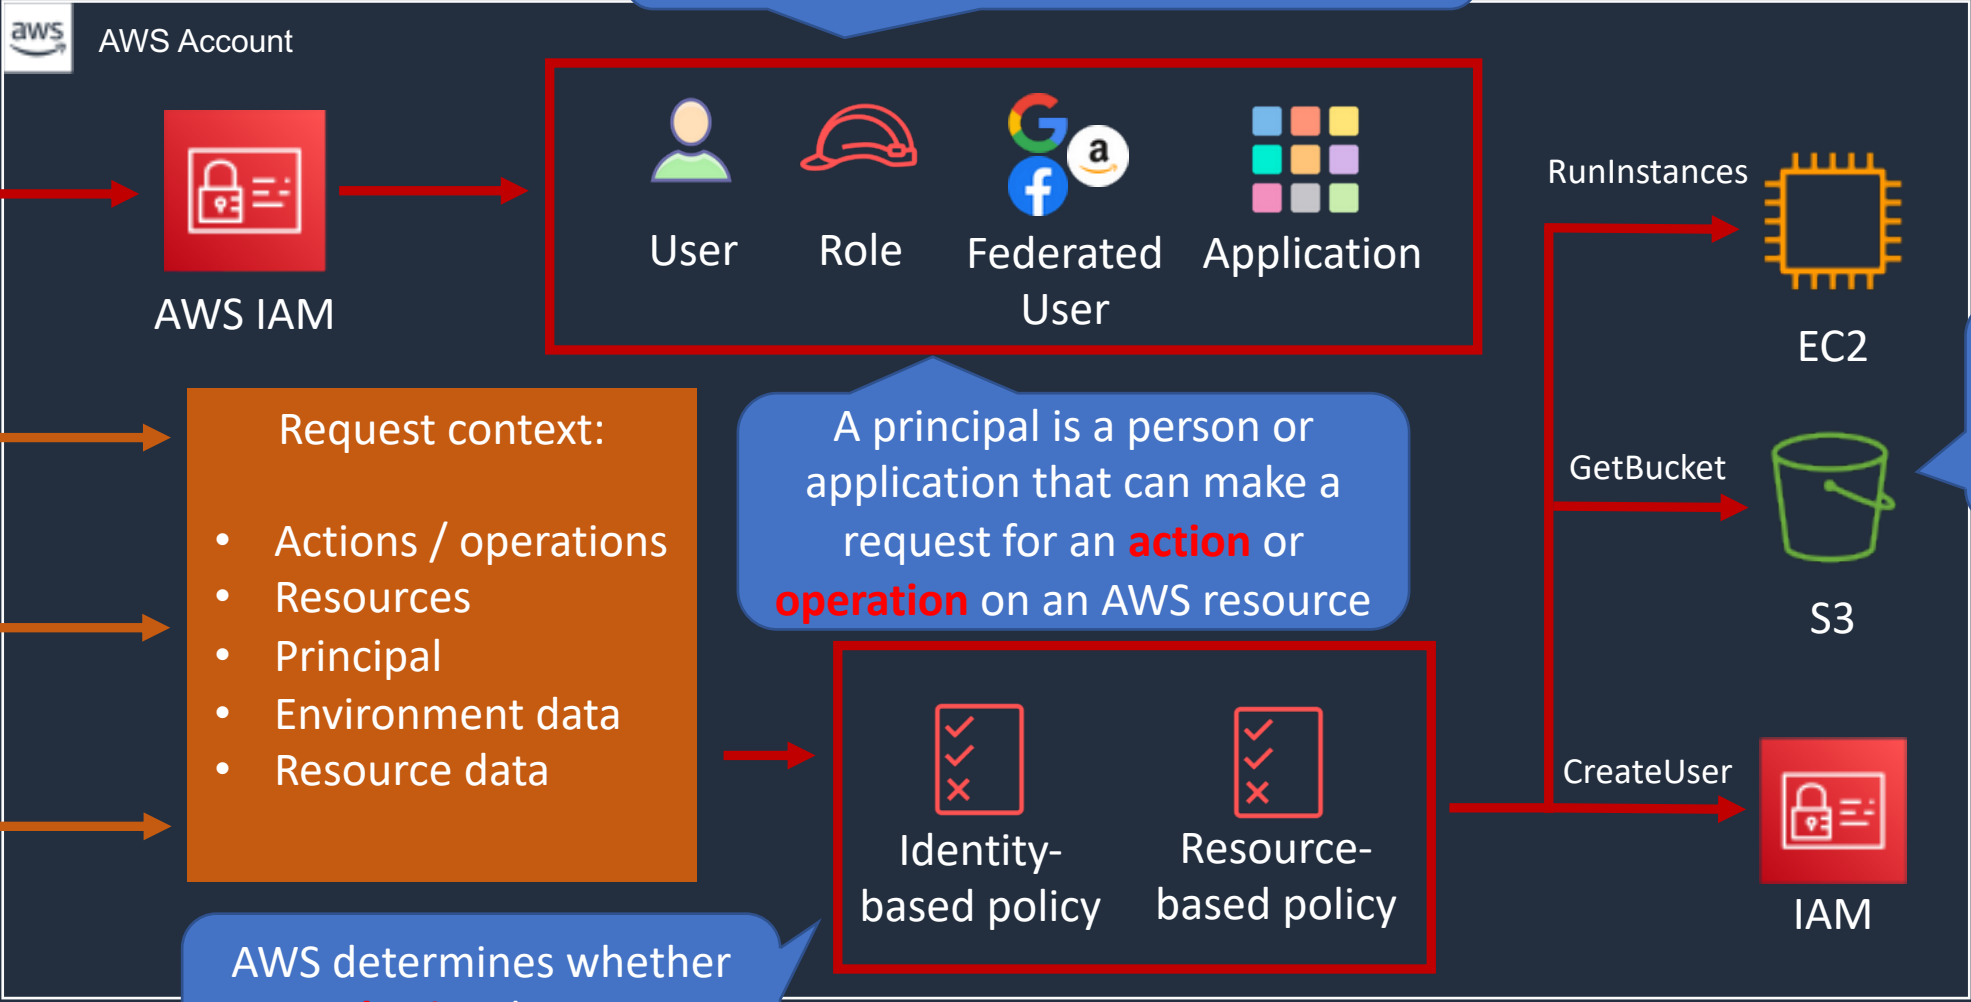 aws
AWS Account
AWS IAM
User
Role
Federated
User
Application
a
RunInstances
EC2
Request context:
• Actions / operations
• Resources
• Principal
• Environment data
• Resource data
A principal is a person or
application that can make a
request for an action or
operation on an AWS resource
GetBucket
S3
Identity-
based policy
Resource-
based policy
CreateUser
IAM
AWS determines whether